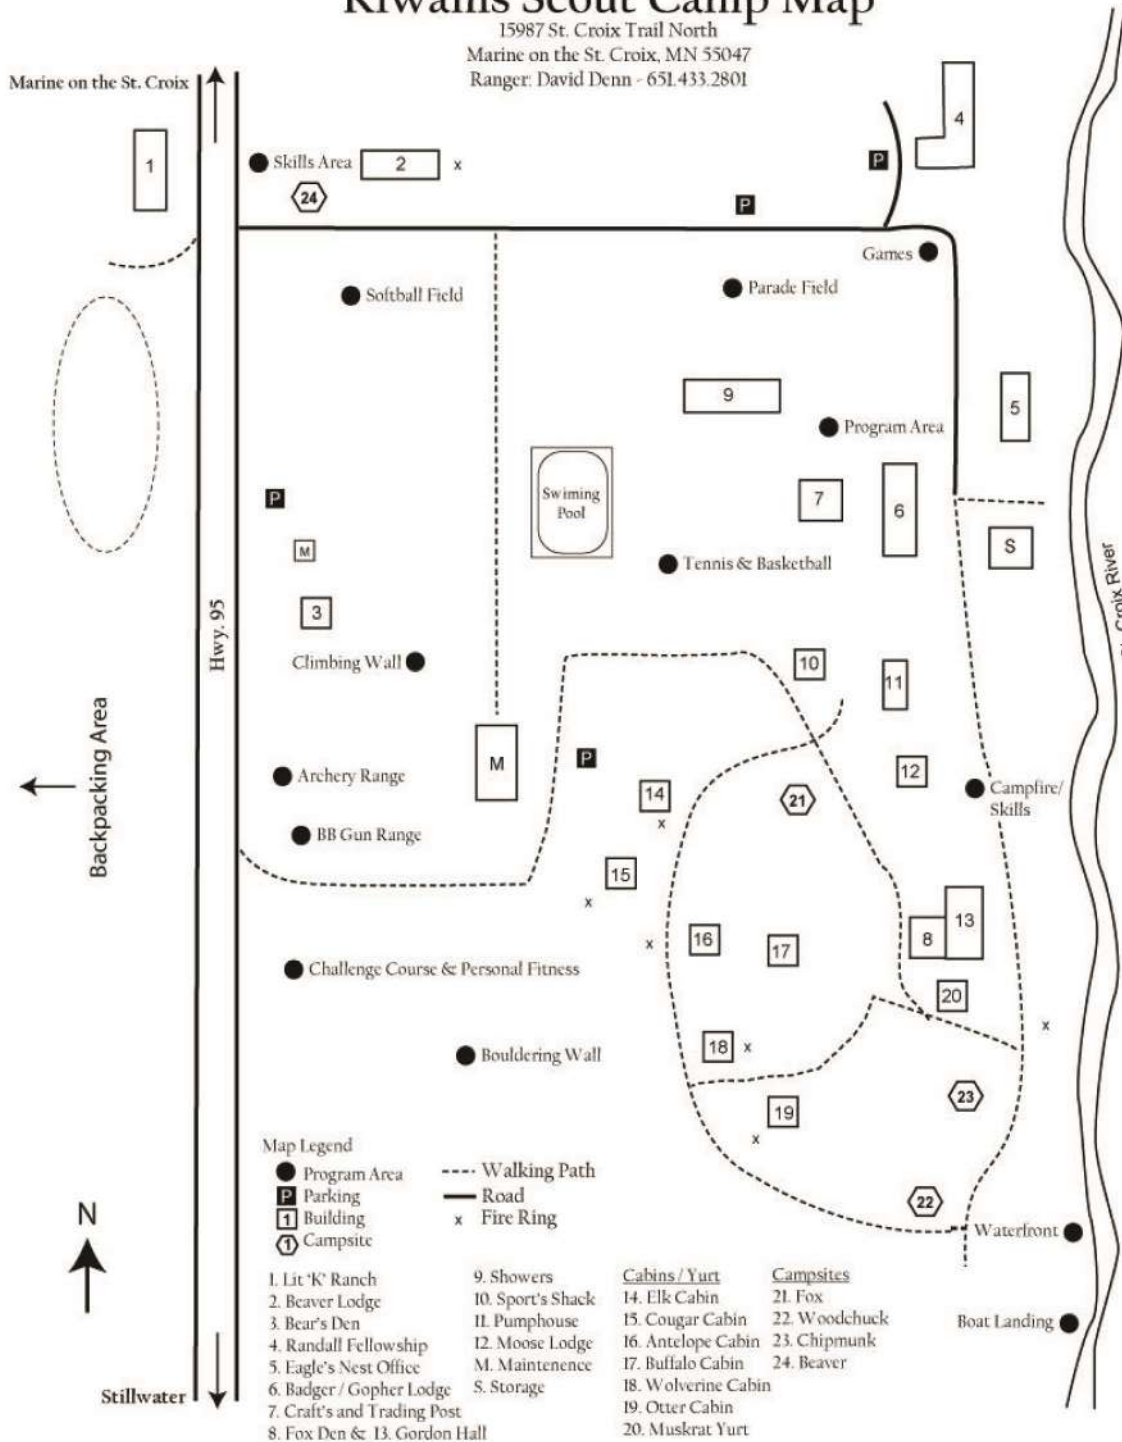 Kiwanis Scout Camp Map
15987 St. Croix Trail North
Marine on the St. Croix, MN 55047
Ranger: David Denn - 651.433.2801
Marine on the St. Croix
4
1
Skills Area
2
x
P
24
P
Games
Softball Field
Parade Field
9
5
Program Area
Swiming
Pool
P
7
6
M
S
Tennis & Basketball
3
Hwy. 95
St. Croix River
Climbing Wall
10
11
Backpacking Area
M
P
12
Archery Range
14
21
Campfire/
Skills
x
BB Gun Range
15
x
13
8
16
17
x
Challenge Course & Personal Fitness
20
x
18
x
Bouldering Wall
23
19
x
Map Legend
Program Area
P Parking
1 Building
1 Campsite
Walking Path
Road
x Fire Ring
22
N
Waterfront
Boat Landing
Stillwater
1. Lit 'K' Ranch
2. Beaver Lodge
3. Bear's Den
4. Randall Fellowship
5. Eagle's Nest Office
6. Badger / Gopher Lodge
7. Craft's and Trading Post
8. Fox Den & 13. Gordon Hall
9. Showers
10. Sport's Shack
11. Pumphouse
12. Moose Lodge
M. Maintenence
S. Storage
Cabins / Yurt
14. Elk Cabin
15. Cougar Cabin
16. Antelope Cabin
17. Buffalo Cabin
18. Wolverine Cabin
19. Otter Cabin
20. Muskrat Yurt
Campsites
21. Fox
22. Woodchuck
23. Chipmunk
24. Beaver